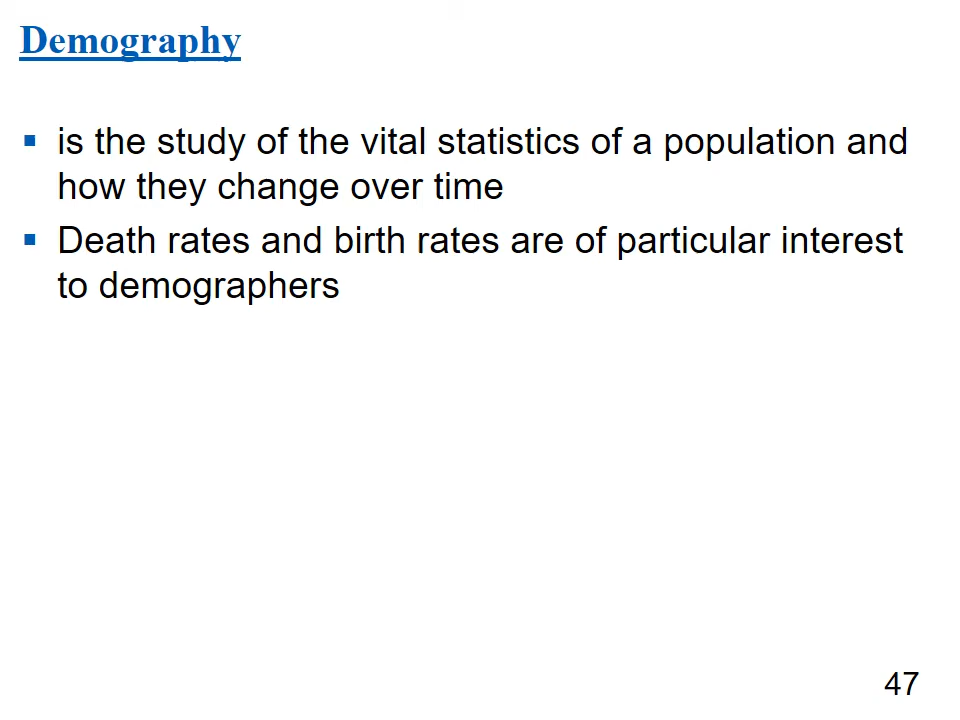 Demography
▪ is the study of the vital statistics of a population and
how they change over time
▪ Death rates and birth rates are of particular interest
to demographers
47